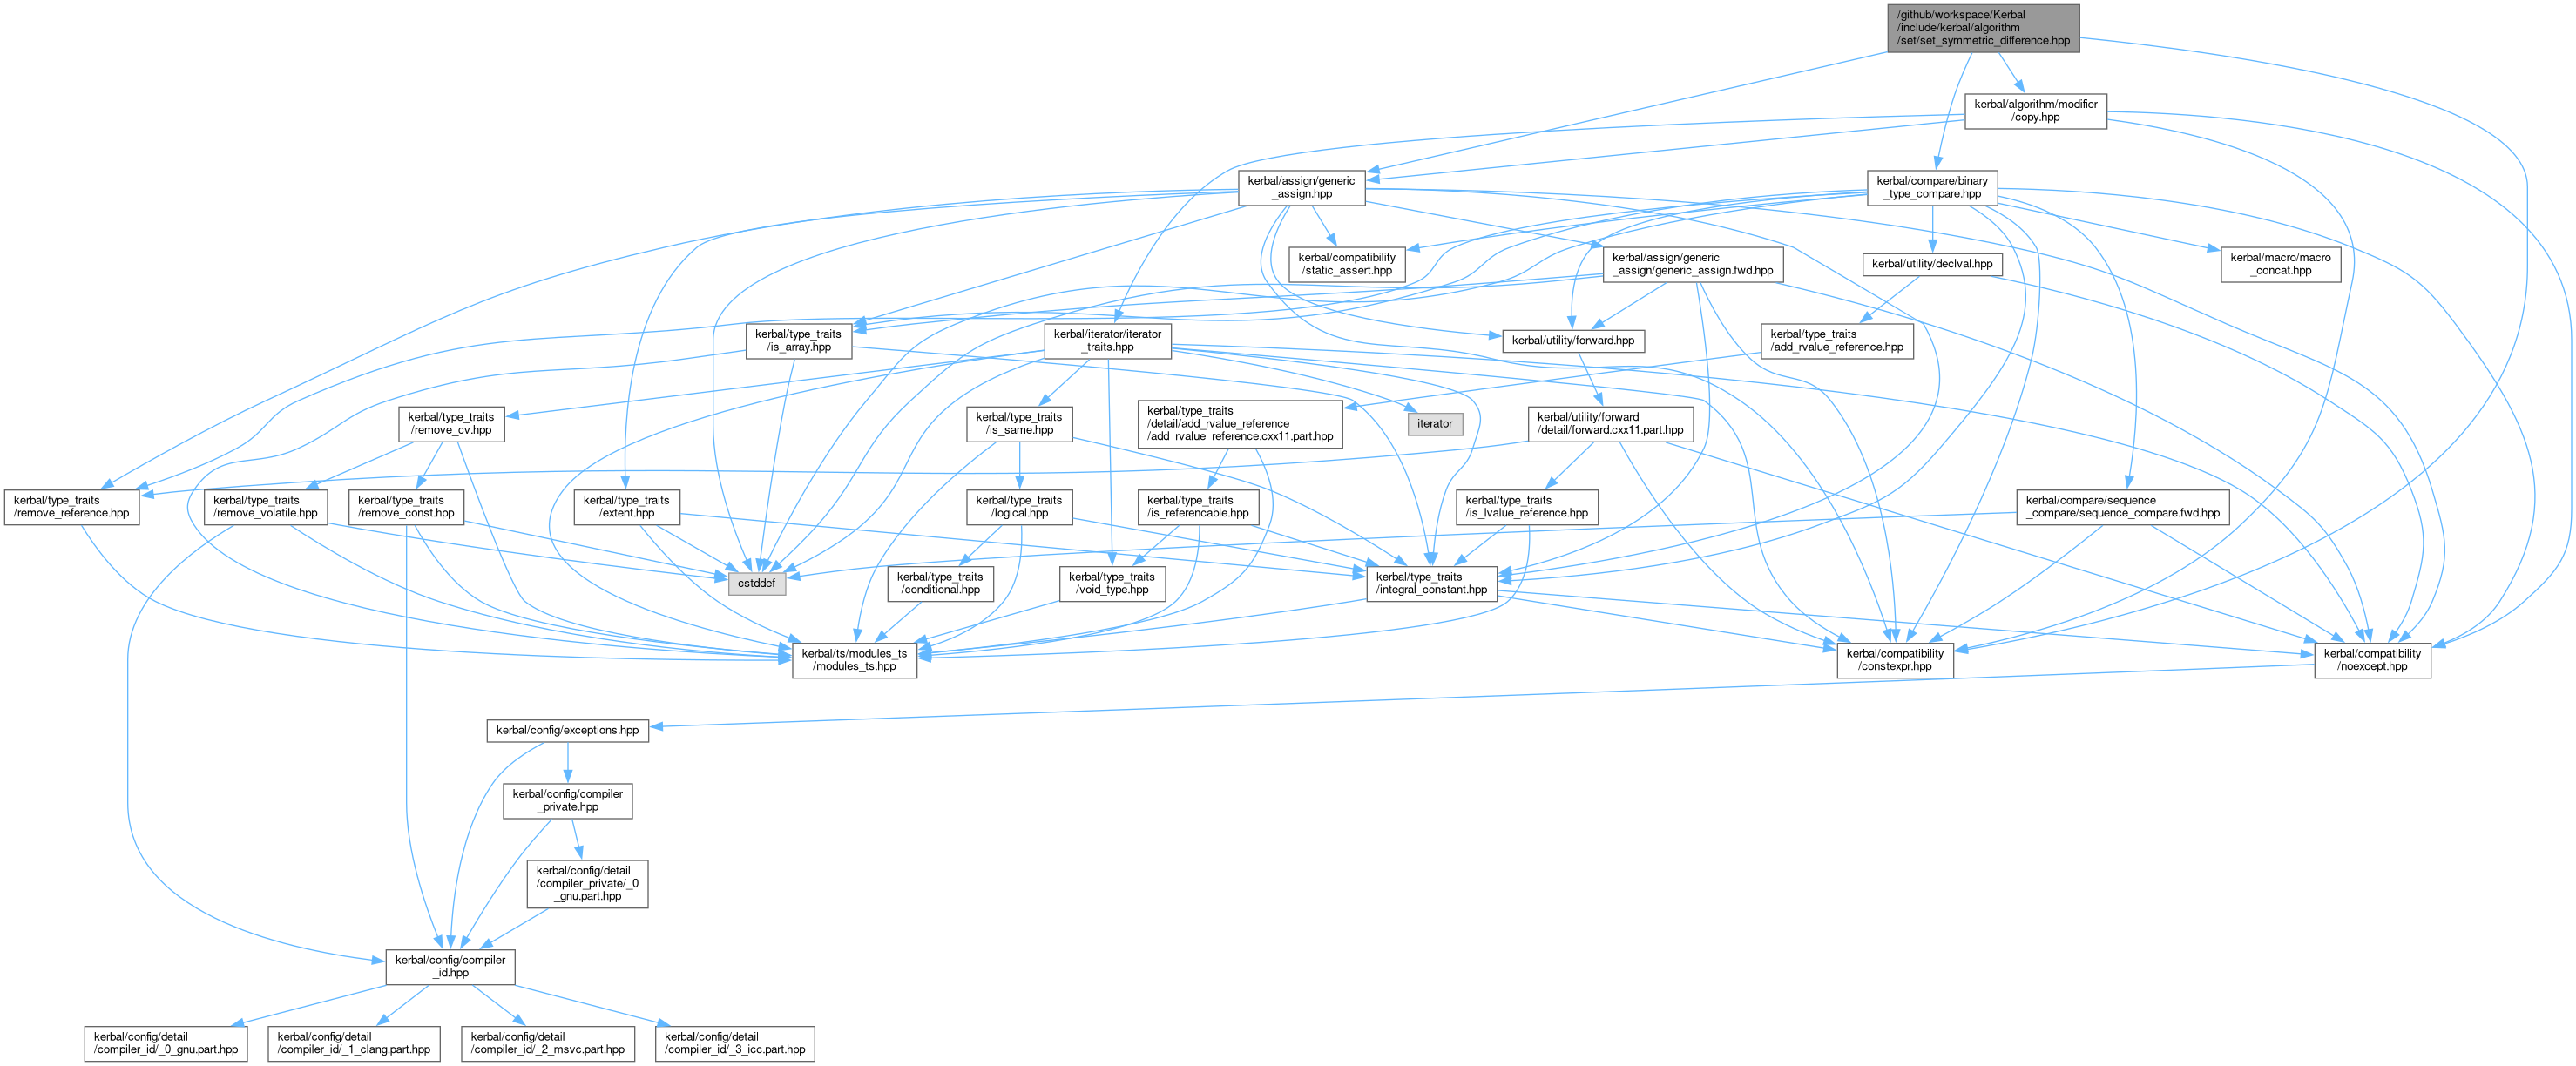 /github/workspace/Kerbal
/include/kerbal/algorithm
/set/set_symmetric_difference.hpp
kerbal/algorithm/modifier
/copy.hpp
kerbal/assign/generic
_assign.hpp
kerbal/compare/binary
_type_compare.hpp
kerbal/compatibility
/static_assert.hpp
kerbal/assign/generic
_assign/generic_assign.fwd.hpp
kerbal/utility/declval.hpp
kerbal/macro/macro
_concat.hpp
kerbal/type_traits
/is_array.hpp
kerbal/iterator/iterator
_traits.hpp
kerbal/utility/forward.hpp
kerbal/type_traits
/add_rvalue_reference.hpp
kerbal/type_traits
/remove_cv.hpp
kerbal/type_traits
/is_same.hpp
kerbal/type_traits
/detail/add_rvalue_reference
/add_rvalue_reference.cxx11.part.hpp
iterator
kerbal/utility/forward
/detail/forward.cxx11.part.hpp
kerbal/type_traits
/remove_reference.hpp
kerbal/type_traits
/remove_volatile.hpp
kerbal/type_traits
/remove_const.hpp
kerbal/type_traits
/extent.hpp
kerbal/type_traits
/logical.hpp
kerbal/type_traits
/is_referencable.hpp
kerbal/type_traits
/is_lvalue_reference.hpp
kerbal/compare/sequence
_compare/sequence_compare.fwd.hpp
cstddef
kerbal/type_traits
/conditional.hpp
kerbal/type_traits
/void_type.hpp
kerbal/type_traits
/integral_constant.hpp
kerbal/ts/modules_ts
/modules_ts.hpp
kerbal/compatibility
/constexpr.hpp
kerbal/compatibility
/noexcept.hpp
kerbal/config/exceptions.hpp
kerbal/config/compiler
_private.hpp
kerbal/config/detail
/compiler_private/_0
_gnu.part.hpp
kerbal/config/compiler
_id.hpp
kerbal/config/detail
/compiler_id/_0_gnu.part.hpp
kerbal/config/detail
/compiler_id/_1_clang.part.hpp
kerbal/config/detail
/compiler_id/_2_msvc.part.hpp
kerbal/config/detail
/compiler_id/_3_icc.part.hpp